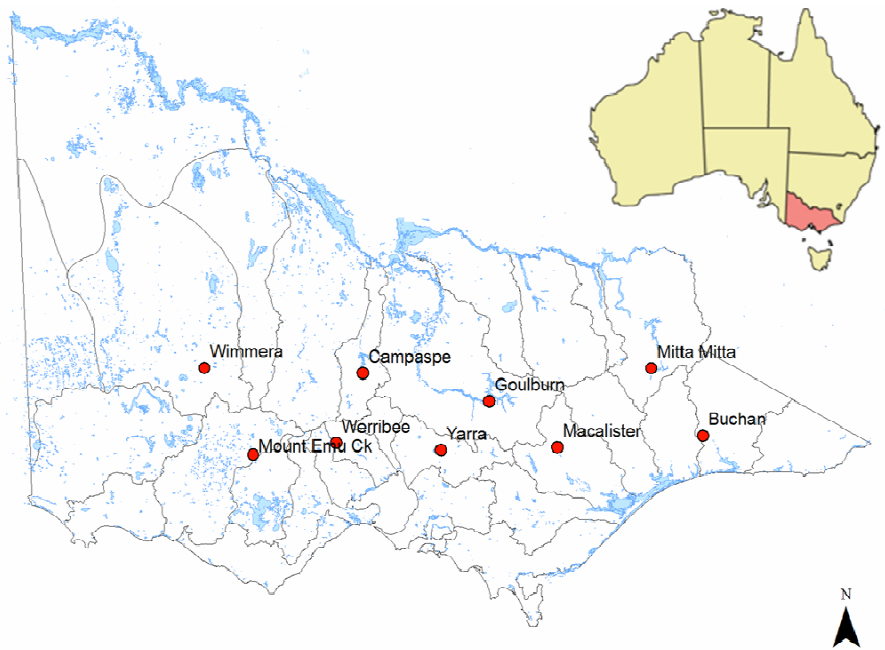 Wimmera
Campaspe
Mitta Mitta
Goulburn
Buchan
Werribee
Yarra
Macalister
Mount Emu Ck
N